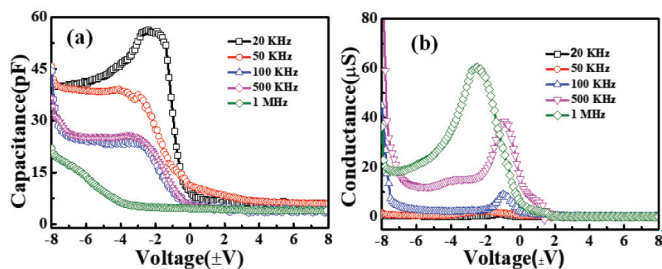 (a)
20 KHz
50 KHz
100 KHz
500 KHz
1 MHz
Capacitance(pF)
60
45
30
15
0
-8 -6 -4 -2 0 2 4 6 8
Voltage(±V)
(b)
20 KHz
50 KHz
100 KHz
500 KHz
1 MHz
Conductance(µS)
80
60
40
20
0
-8 -6 -4 -2 0 2 4 6 8
Voltage(±V)